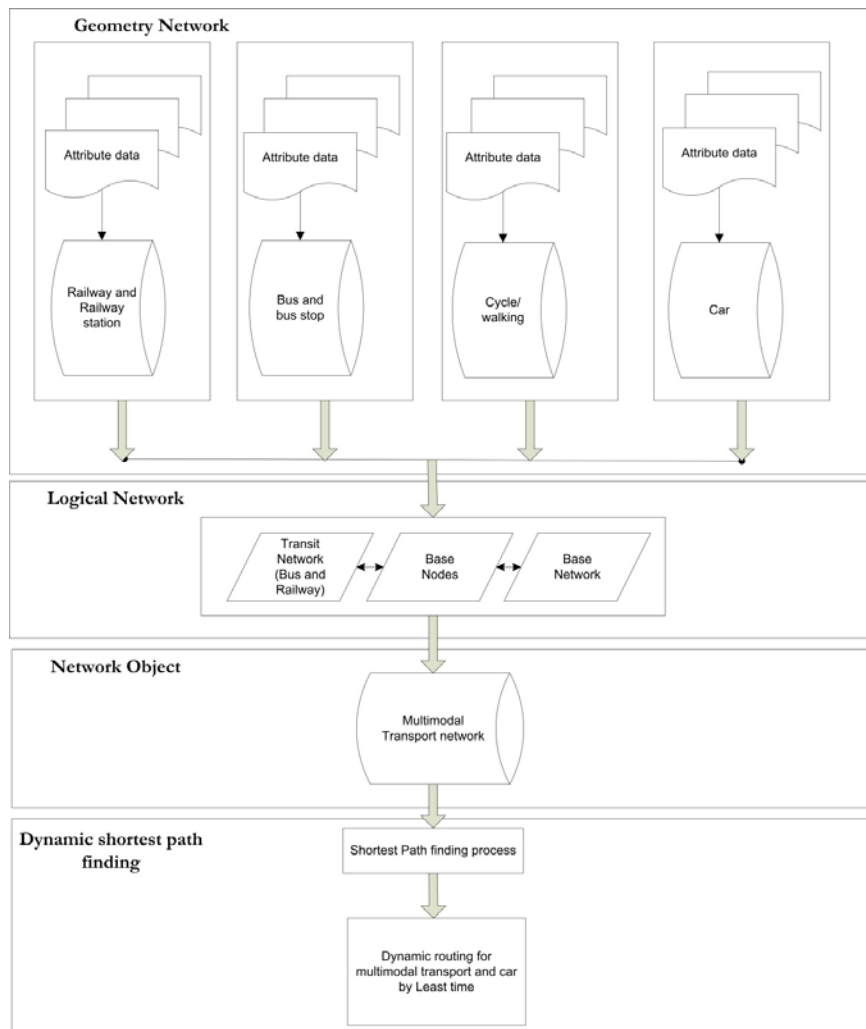 Geometry Network
Attribute data
Attribute data
Attribute data
Attribute data
Railway and
Railway
station
Bus and
bus stop
Cycle/
walking
Car
Logical Network
Transit
Network
(Bus and
Railway)
Base
Nodes
Base
Network
Network Object
Multimodal
Transport network
Dynamic shortest path
finding
Shortest Path finding process
Dynamic routing for
multimodal transport and car
by Least time